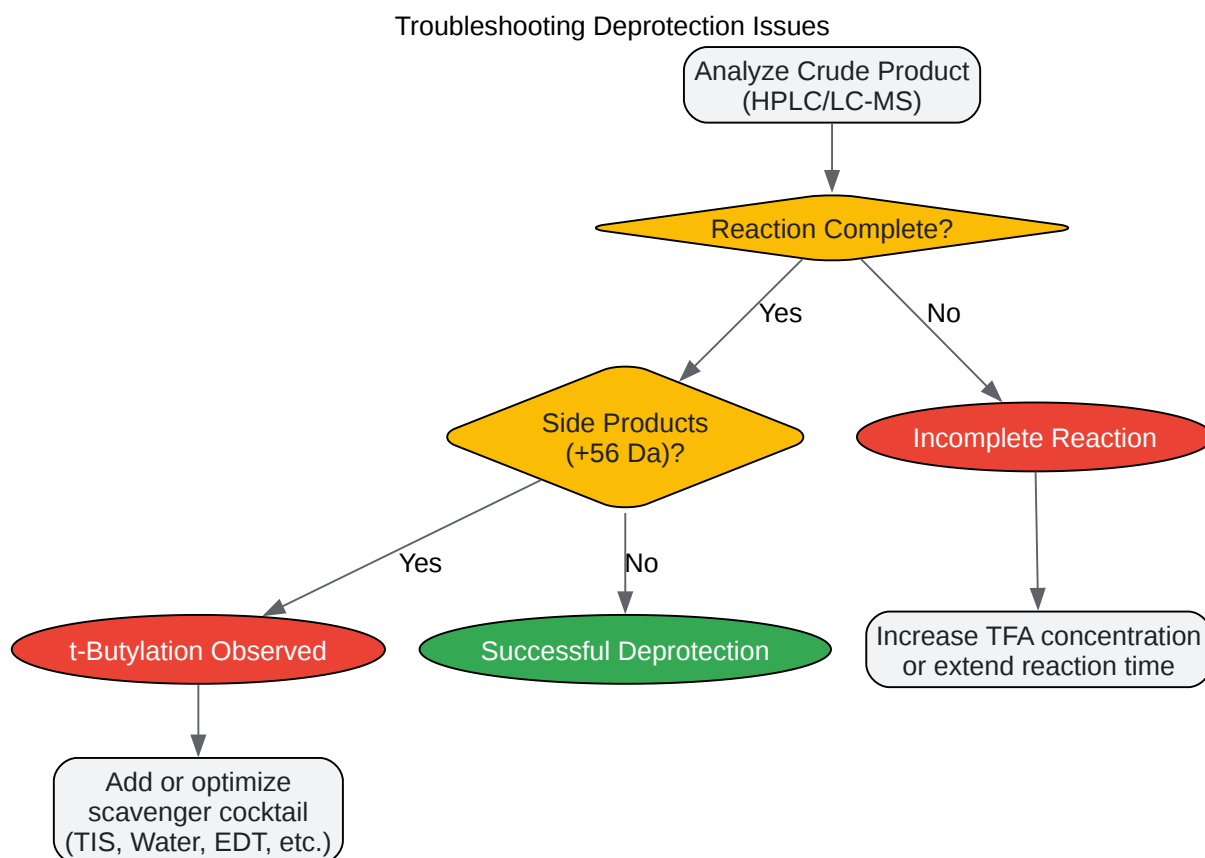 Troubleshooting Deprotection Issues
Analyze Crude Product
(HPLC/LC-MS)
Reaction Complete?
Yes
No
Side Products
(+56 Da)?
Incomplete Reaction
Yes
No
t-Butylation Observed
Successful Deprotection
Increase TFA concentration
or extend reaction time
Add or optimize
scavenger cocktail
(TIS, Water, EDT, etc.)